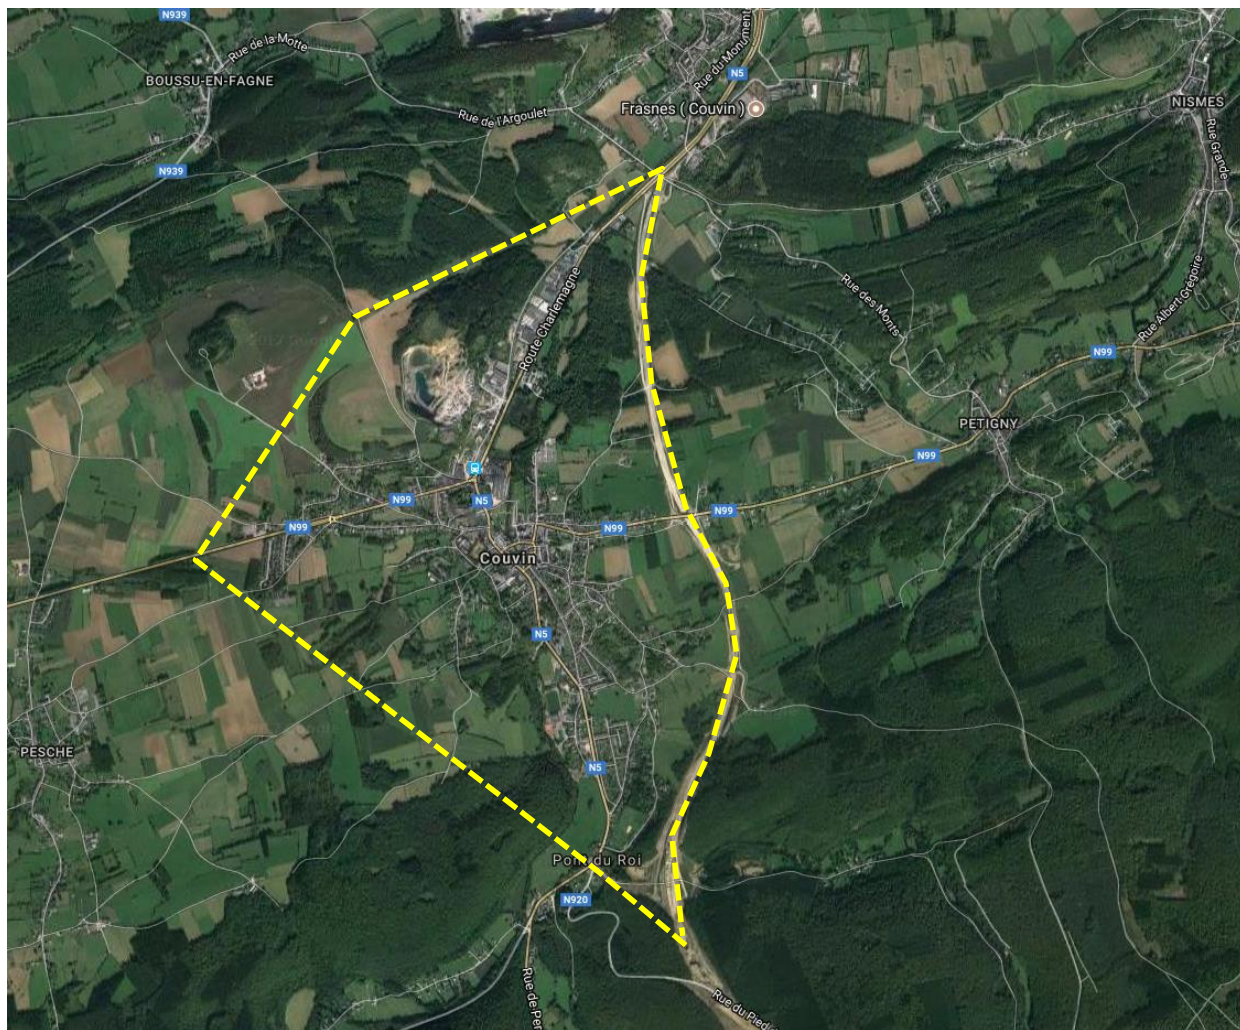 N939
Rue de la Motte
BOUSSU-EN-FAGNE
Rue du Monument
N5
Frasnes ( Couvin )
NISMES
Rue de l'Argoulet
Rue Grande
N939
Rue Albert Grégoire
Rue des Monts
Route Charlemagne
N99
PETIGNY
N99
N99
N5
N99
N99
N99
Couvin
N5
PESCHE
N5
Pont du Roi
N920
Rue de Per
Rue du Pied